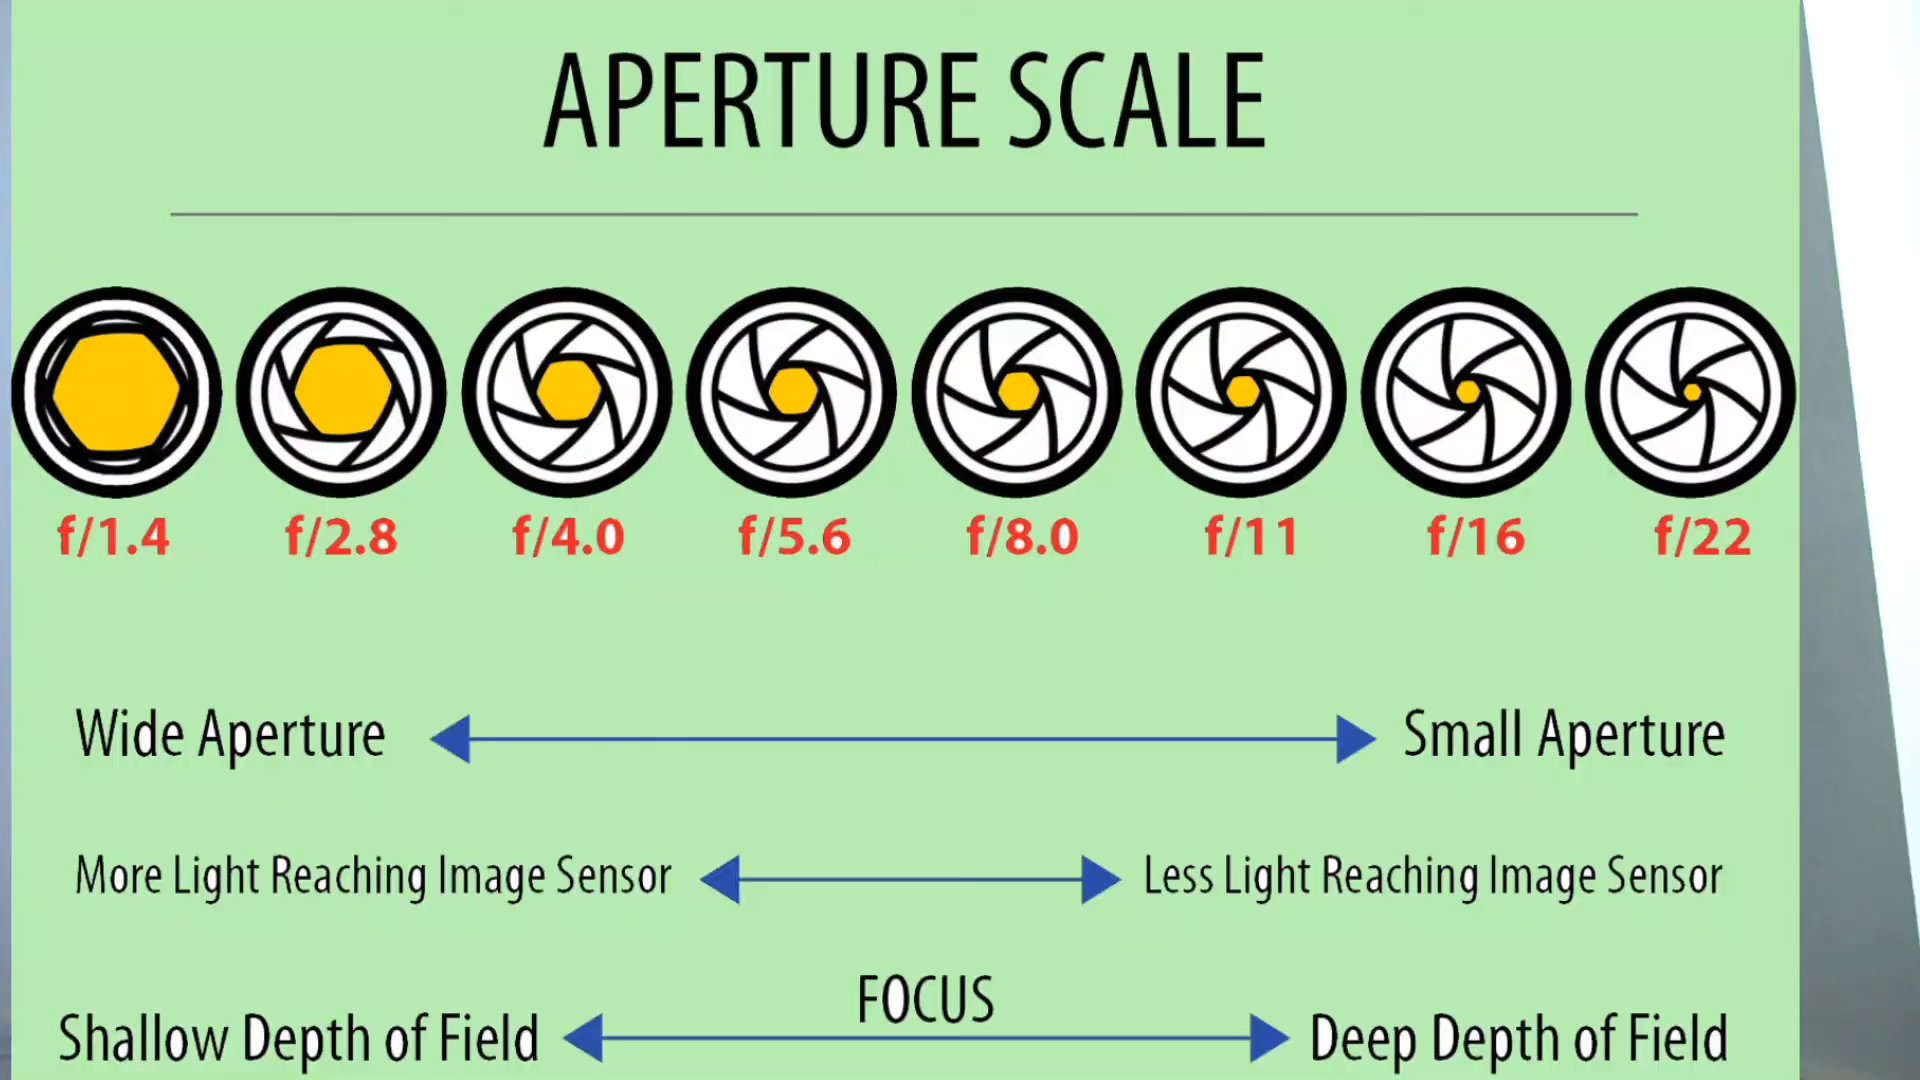 APERTURE SCALE
f/1.4 f/2.8 f/4.0 f/5.6 f/8.0 f/11 f/16 f/22
Wide Aperture Small Aperture
More Light Reaching Image Sensor Less Light Reaching Image Sensor
FOCUS
Shallow Depth of Field Deep Depth of Field